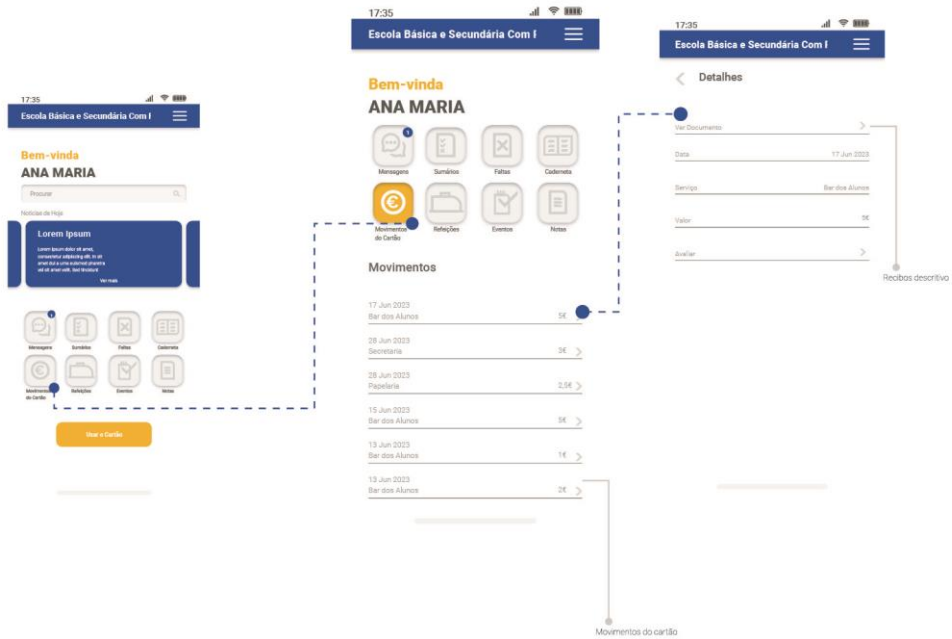 17:35
Escola Básica e Secundária Com F
Bem-vinda
ANA MARIA
Procurar
Notícias de Hoje
Lorem Ipsum
Lorem ipsum dolor sit amet,
consectetur adipiscing elit. In sit
amet dui a urna euismod pharetra
vel sit amet velit. Sed tincidunt
Ver mais
1
Mensagens
Sumários
Faltas
Caderneta
Movimentos
do Cartão
Refeições
Eventos
Notas
Usar o Cartão
17:35
Escola Básica e Secundária Com F
Bem-vinda
ANA MARIA
1
Mensagens
Sumários
Faltas
Caderneta
Movimentos
do Cartão
Refeições
Eventos
Notas
Movimentos
17 Jun 2023
Bar dos Alunos 5€
28 Jun 2023
Secretaria 3€
28 Jun 2023
Papelaria 2,5€
15 Jun 2023
Bar dos Alunos 5€
13 Jun 2023
Bar dos Alunos 1€
13 Jun 2023
Bar dos Alunos 2€
Movimentos do cartão
17:35
Escola Básica e Secundária Com F
Detalhes
Ver Documento
Data 17 Jun 2023
Serviço Bar dos Alunos
Valor 5€
Avaliar
Recibos descritivo